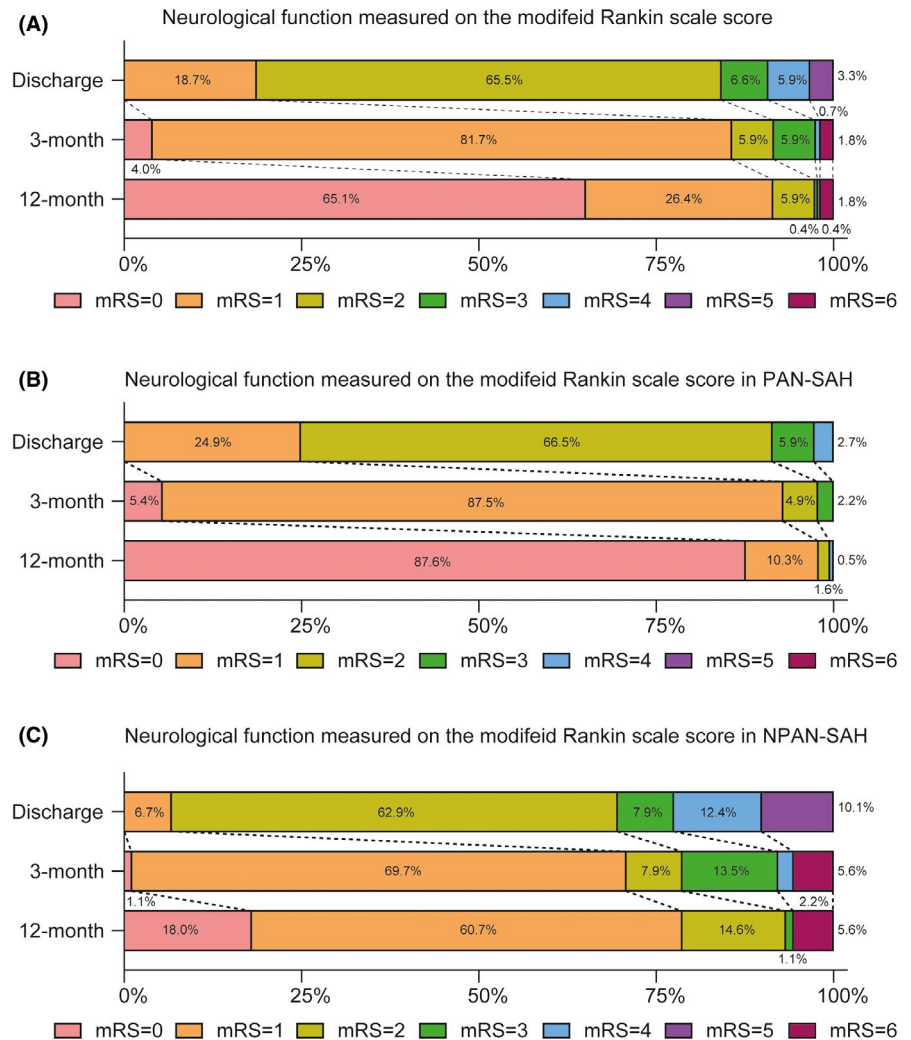 (A) Neurological function measured on the modifeid Rankin scale score
Discharge 18.7% 65.5% 6.6% 5.9% 3.3%
0.7%
3-month 81.7% 5.9% 5.9% 1.8%
4.0%
12-month 65.1% 26.4% 5.9% 1.8%
0.4% 0.4%
0% 25% 50% 75% 100%
mRS=0 mRS=1 mRS=2 mRS=3 mRS=4 mRS=5 mRS=6
(B) Neurological function measured on the modifeid Rankin scale score in PAN-SAH
Discharge 24.9% 66.5% 5.9% 2.7%
3-month 5.4% 87.5% 4.9% 2.2%
12-month 87.6% 10.3% 0.5%
1.6%
0% 25% 50% 75% 100%
mRS=0 mRS=1 mRS=2 mRS=3 mRS=4 mRS=5 mRS=6
(C) Neurological function measured on the modifeid Rankin scale score in NPAN-SAH
Discharge 6.7% 62.9% 7.9% 12.4% 10.1%
3-month 69.7% 7.9% 13.5% 5.6%
1.1% 2.2%
12-month 18.0% 60.7% 14.6% 5.6%
1.1%
0% 25% 50% 75% 100%
mRS=0 mRS=1 mRS=2 mRS=3 mRS=4 mRS=5 mRS=6